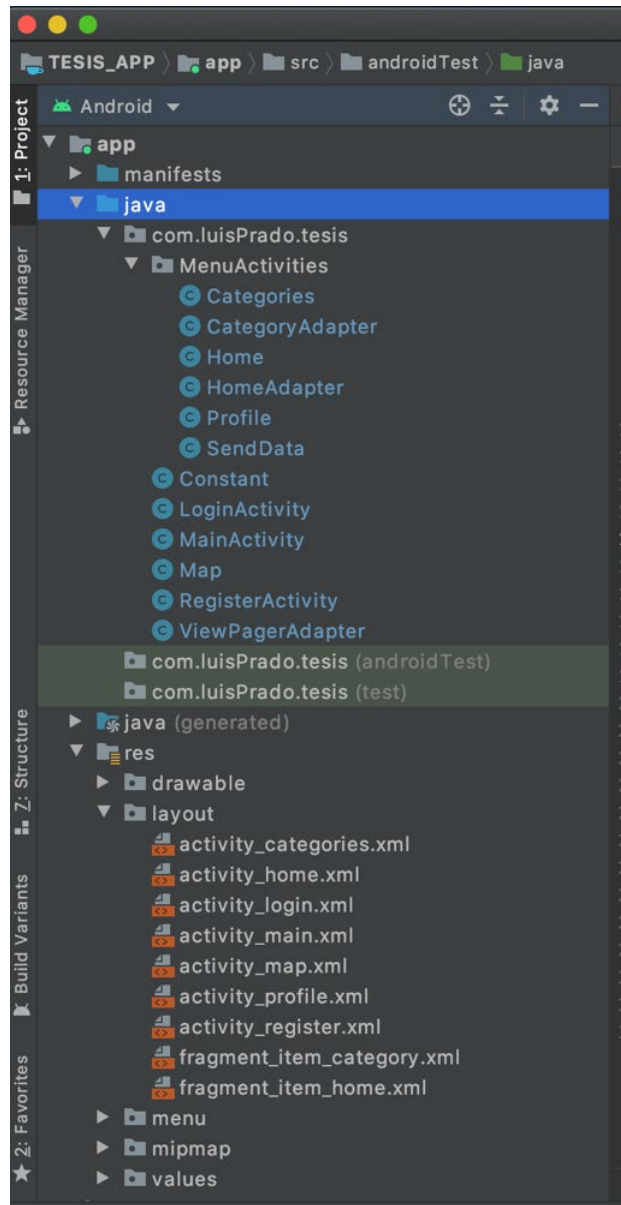 TESIS_APP app src androidTest java
Android
app
manifests
java
com.luisPrado.tesis
MenuActivities
Categories
CategoryAdapter
Home
HomeAdapter
Profile
SendData
Constant
LoginActivity
MainActivity
Map
RegisterActivity
ViewPagerAdapter
com.luisPrado.tesis (androidTest)
com.luisPrado.tesis (test)
java (generated)
res
drawable
layout
activity_categories.xml
activity_home.xml
activity_login.xml
activity_main.xml
activity_map.xml
activity_profile.xml
activity_register.xml
fragment_item_category.xml
fragment_item_home.xml
menu
mipmap
values
1: Project
Resource Manager
7: Structure
Build Variants
2: Favorites